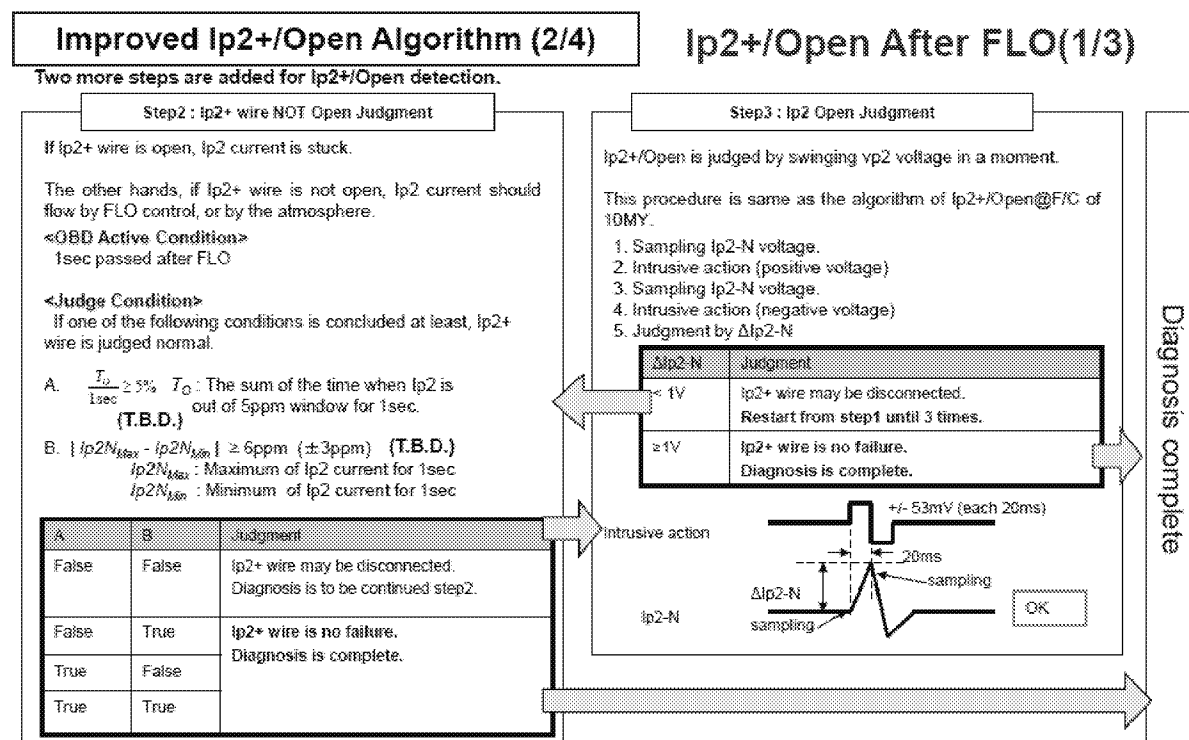 Improved Ip2+/Open Algorithm (2/4)
Ip2+/Open After FLO(1/3)
Two more steps are added for Ip2+/Open detection.
Step2 : Ip2+ wire NOT Open Judgment
If Ip2+ wire is open, Ip2 current is stuck.
The other hands, if Ip2+ wire is not open, Ip2 current should
flow by FLO control, or by the atmosphere.
<OBD Active Condition>
1sec passed after FLO
<Judge Condition>
If one of the following conditions is concluded at least, Ip2+
wire is judged normal.
A. T_O / 1sec ≥ 5% T_O : The sum of the time when Ip2 is
out of 5ppm window for 1sec.
(T.B.D.)
B. | Ip2N_Max - Ip2N_Min | ≥ 6ppm (±3ppm) (T.B.D.)
Ip2N_Max : Maximum of Ip2 current for 1sec
Ip2N_Min : Minimum of Ip2 current for 1sec
A B Judgment
False False Ip2+ wire may be disconnected.
Diagnosis is to be continued step2.
False True Ip2+ wire is no failure.
Diagnosis is complete.
True False
True True
Step3 : Ip2 Open Judgment
Ip2+/Open is judged by swinging vp2 voltage in a moment.
This procedure is same as the algorithm of Ip2+/Open@F/C of
10MY.
1. Sampling Ip2-N voltage.
2. Intrusive action (positive voltage)
3. Sampling Ip2-N voltage.
4. Intrusive action (negative voltage)
5. Judgment by ΔIp2-N
ΔIp2-N Judgment
< 1V Ip2+ wire may be disconnected.
Restart from step1 until 3 times.
≥1V Ip2+ wire is no failure.
Diagnosis is complete.
+/- 53mV (each 20ms)
Intrusive action
20ms
sampling
ΔIp2-N
Ip2-N
sampling
OK
Diagnosis complete